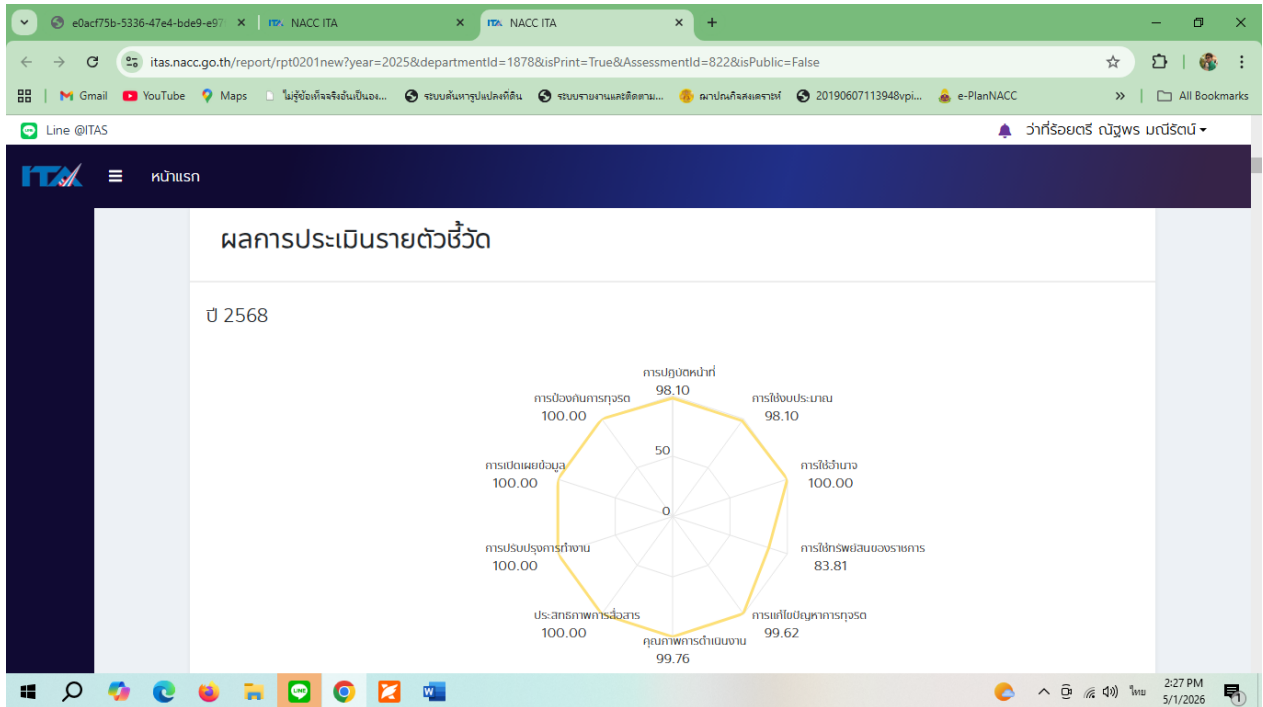 e0acf75b-5336-47e4-bde9-e97
NACC ITA
NACC ITA
itas.nacc.go.th/report/rpt0201new?year=2025&departmentId=1878&isPrint=True&AssessmentId=822&isPublic=False
Gmail YouTube Maps ไม่รู้ข้อเท็จจริงอันเป็นอง... ระบบค้นหารูปแปลงที่ดิน ระบบรายงานและติดตาม... ฌาปนกิจสงเคราะห์ 20190607113948vpi... e-PlanNACC » All Bookmarks
Line @ITAS
ว่าที่ร้อยตรี ณัฐพร มณีรัตน์
ITA
หน้าแรก
ผลการประเมินรายตัวชี้วัด
ปี 2568
การปฏิบัติหน้าที่
98.10
การป้องกันการทุจริต
100.00
การใช้งบประมาณ
98.10
50
การเปิดเผยข้อมูล
100.00
การใช้อำนาจ
100.00
0
การปรับปรุงการทำงาน
100.00
การใช้ทรัพย์สินของราชการ
83.81
ประสิทธิภาพการสื่อสาร
100.00
การแก้ไขปัญหาการทุจริต
99.62
คุณภาพการดำเนินงาน
99.76
ไทย
2:27 PM
5/1/2026
1